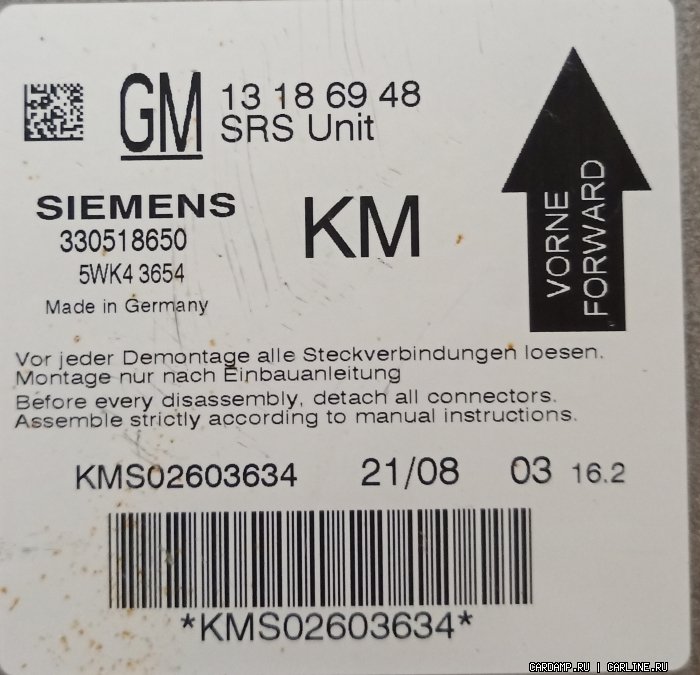 GM 13 18 69 48
SRS Unit
SIEMENS
KM
330518650
5WK4 3654
Made in Germany
VORNE
FORWARD
Vor jeder Demontage alle Steckverbindungen loesen.
Montage nur nach Einbauanleitung
Before every disassembly, detach all connectors.
Assemble strictly according to manual instructions.
KMS02603634 21/08 03 16.2
*KMS02603634*
CARDAMP.RU | CARLINE.RU